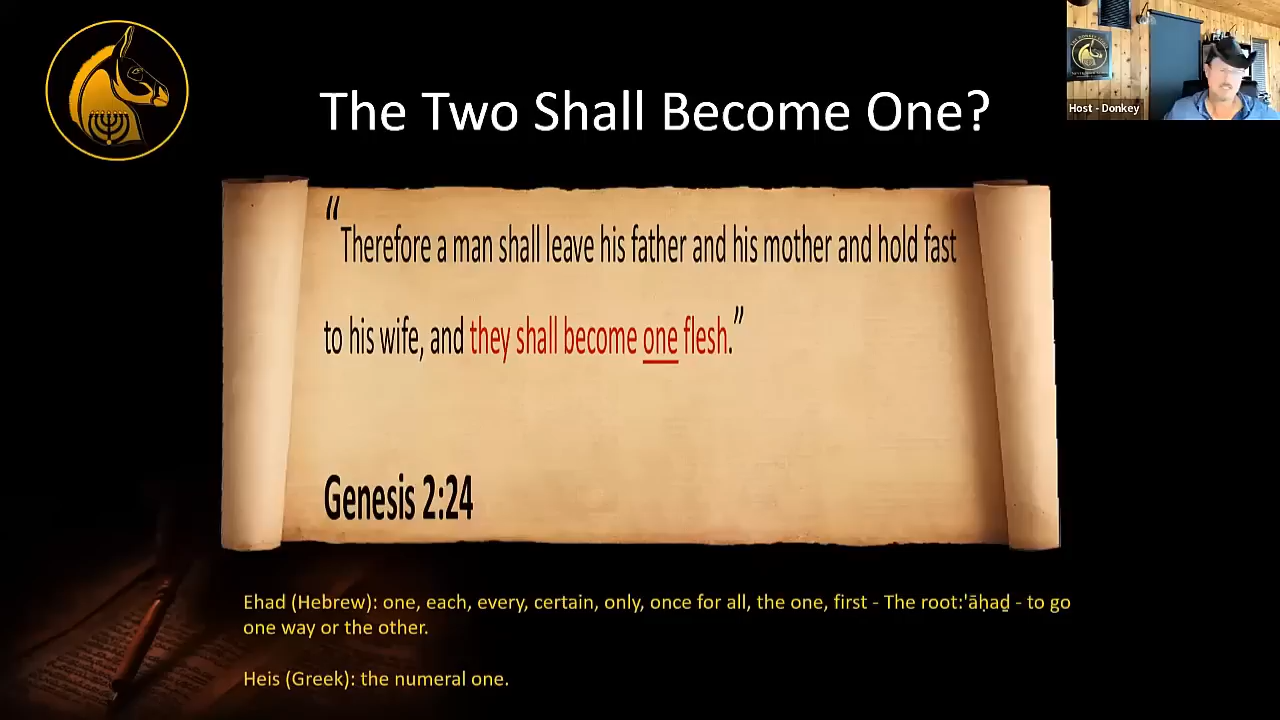 The Two Shall Become One?
Host - Donkey
“Therefore a man shall leave his father and his mother and hold fast
to his wife, and they shall become one flesh.”
Genesis 2:24
Ehad (Hebrew): one, each, every, certain, only, once for all, the one, first - The root:'āḥaḏ - to go
one way or the other.
Heis (Greek): the numeral one.